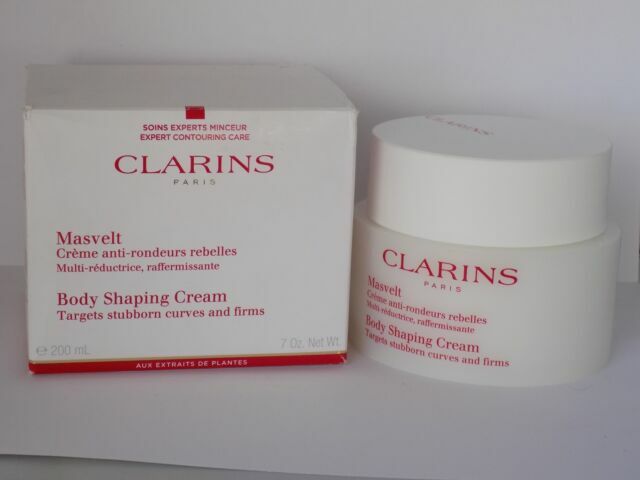 SOINS EXPERTS MINCEUR
EXPERT CONTOURING CARE
CLARINS
PARIS
Masvelt
Crème anti-rondeurs rebelles
Multi-réductrice, raffermissante
Body Shaping Cream
Targets stubborn curves and firms
e 200 mL
7 Oz. Net Wt.
AUX EXTRAITS DE PLANTES
CLARINS
CLARINS
PARIS
Masvelt
Crème anti-rondeurs rebelles
Multi-réductrice, raffermissante
Body Shaping Cream
Targets stubborn curves and firms